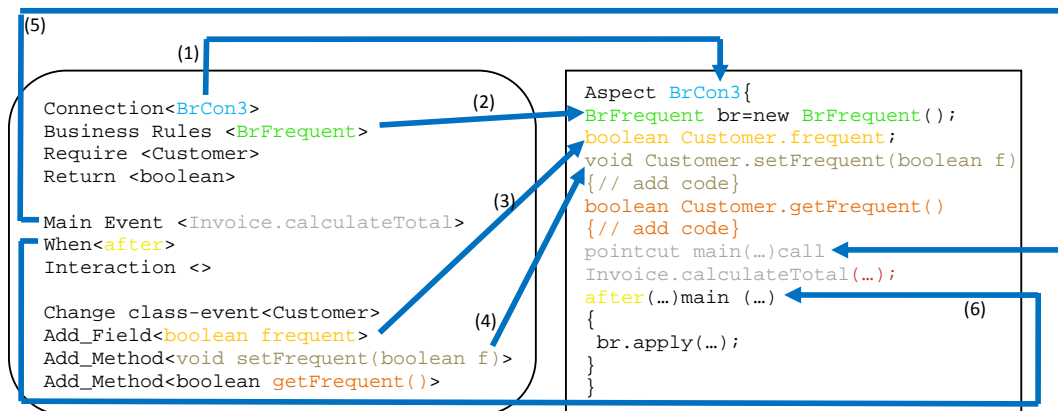 (5)
(1)
Connection<BrCon3>
Business Rules <BrFrequent>
Require <Customer>
Return <boolean>
Main Event <Invoice.calculateTotal>
When<after>
Interaction <>
Change class-event<Customer>
Add_Field<boolean frequent>
Add_Method<void setFrequent(boolean f)>
Add_Method<boolean getFrequent()>
(2)
(3)
(4)
Aspect BrCon3{
BrFrequent br=new BrFrequent();
boolean Customer.frequent;
void Customer.setFrequent(boolean f)
{// add code}
boolean Customer.getFrequent()
{// add code}
pointcut main(…)call
Invoice.calculateTotal(…);
after(…)main (…)
{
br.apply(…);
}
}
(6)